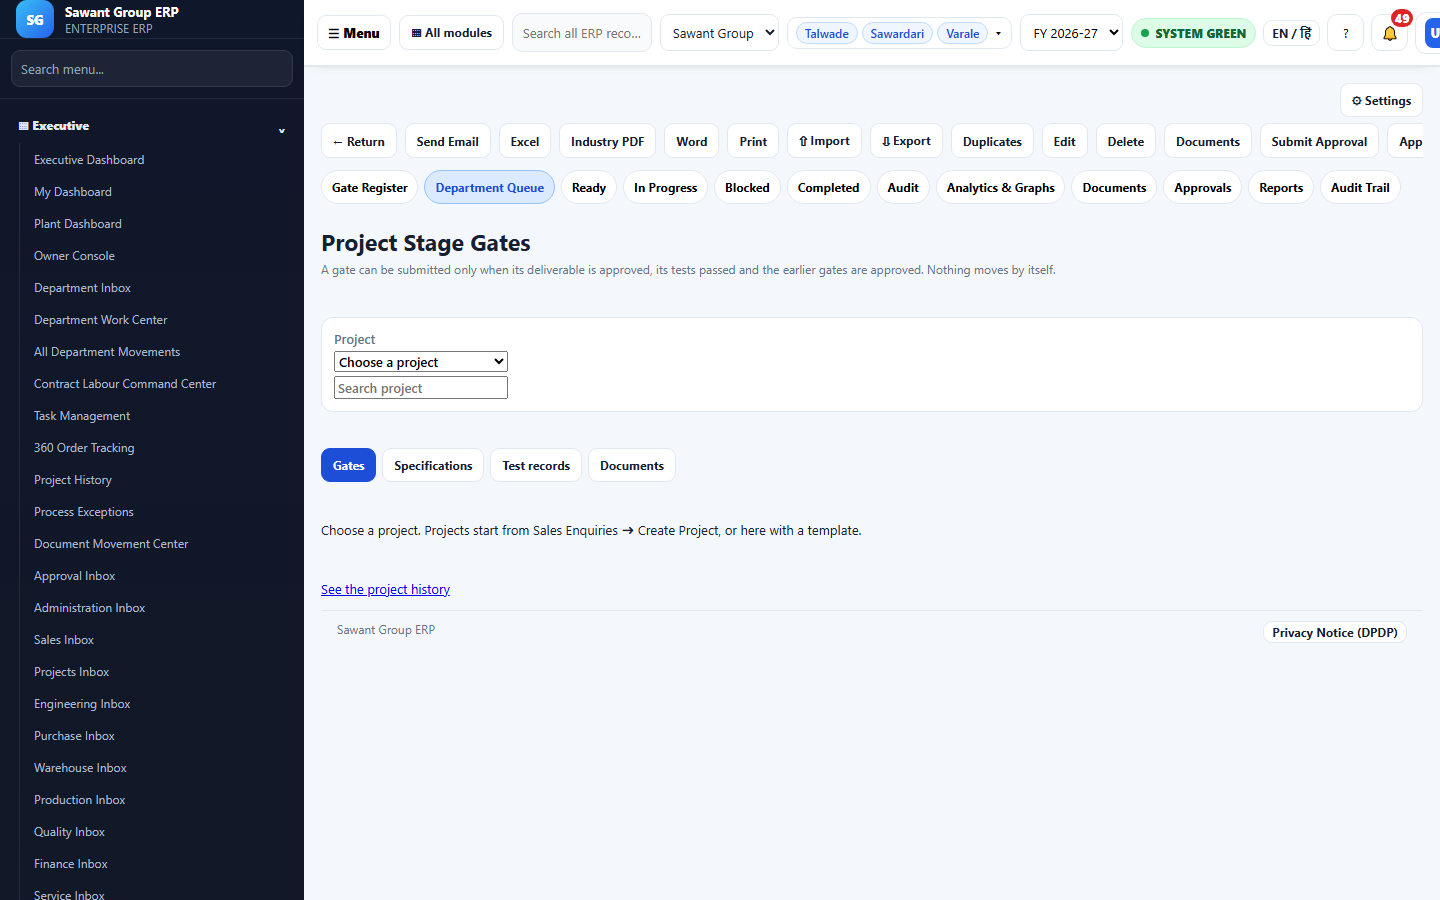 SG
Sawant Group ERP
ENTERPRISE ERP
Search menu...
Executive
Executive Dashboard
My Dashboard
Plant Dashboard
Owner Console
Department Inbox
Department Work Center
All Department Movements
Contract Labour Command Center
Task Management
360 Order Tracking
Project History
Process Exceptions
Document Movement Center
Approval Inbox
Administration Inbox
Sales Inbox
Projects Inbox
Engineering Inbox
Purchase Inbox
Warehouse Inbox
Production Inbox
Quality Inbox
Finance Inbox
Service Inbox
☰ Menu
All modules
Search all ERP reco...
Sawant Group
Talwade
Sawardari
Varale
FY 2026-27
SYSTEM GREEN
EN / हिं
?
49
U
⚙ Settings
← Return
Send Email
Excel
Industry PDF
Word
Print
⇧ Import
⇩ Export
Duplicates
Edit
Delete
Documents
Submit Approval
App
Gate Register
Department Queue
Ready
In Progress
Blocked
Completed
Audit
Analytics & Graphs
Documents
Approvals
Reports
Audit Trail
Project Stage Gates
A gate can be submitted only when its deliverable is approved, its tests passed and the earlier gates are approved. Nothing moves by itself.
Project
Choose a project
Search project
Gates
Specifications
Test records
Documents
Choose a project. Projects start from Sales Enquiries → Create Project, or here with a template.
See the project history
Sawant Group ERP
Privacy Notice (DPDP)